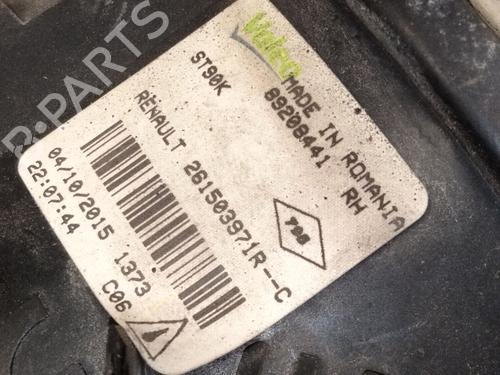 Valeo
MADE IN ROMANIA
89208441 RH
ST90K
RENAULT 261503971R--C
04/10/2015 1373
22:07:44 C06
B-PARTS